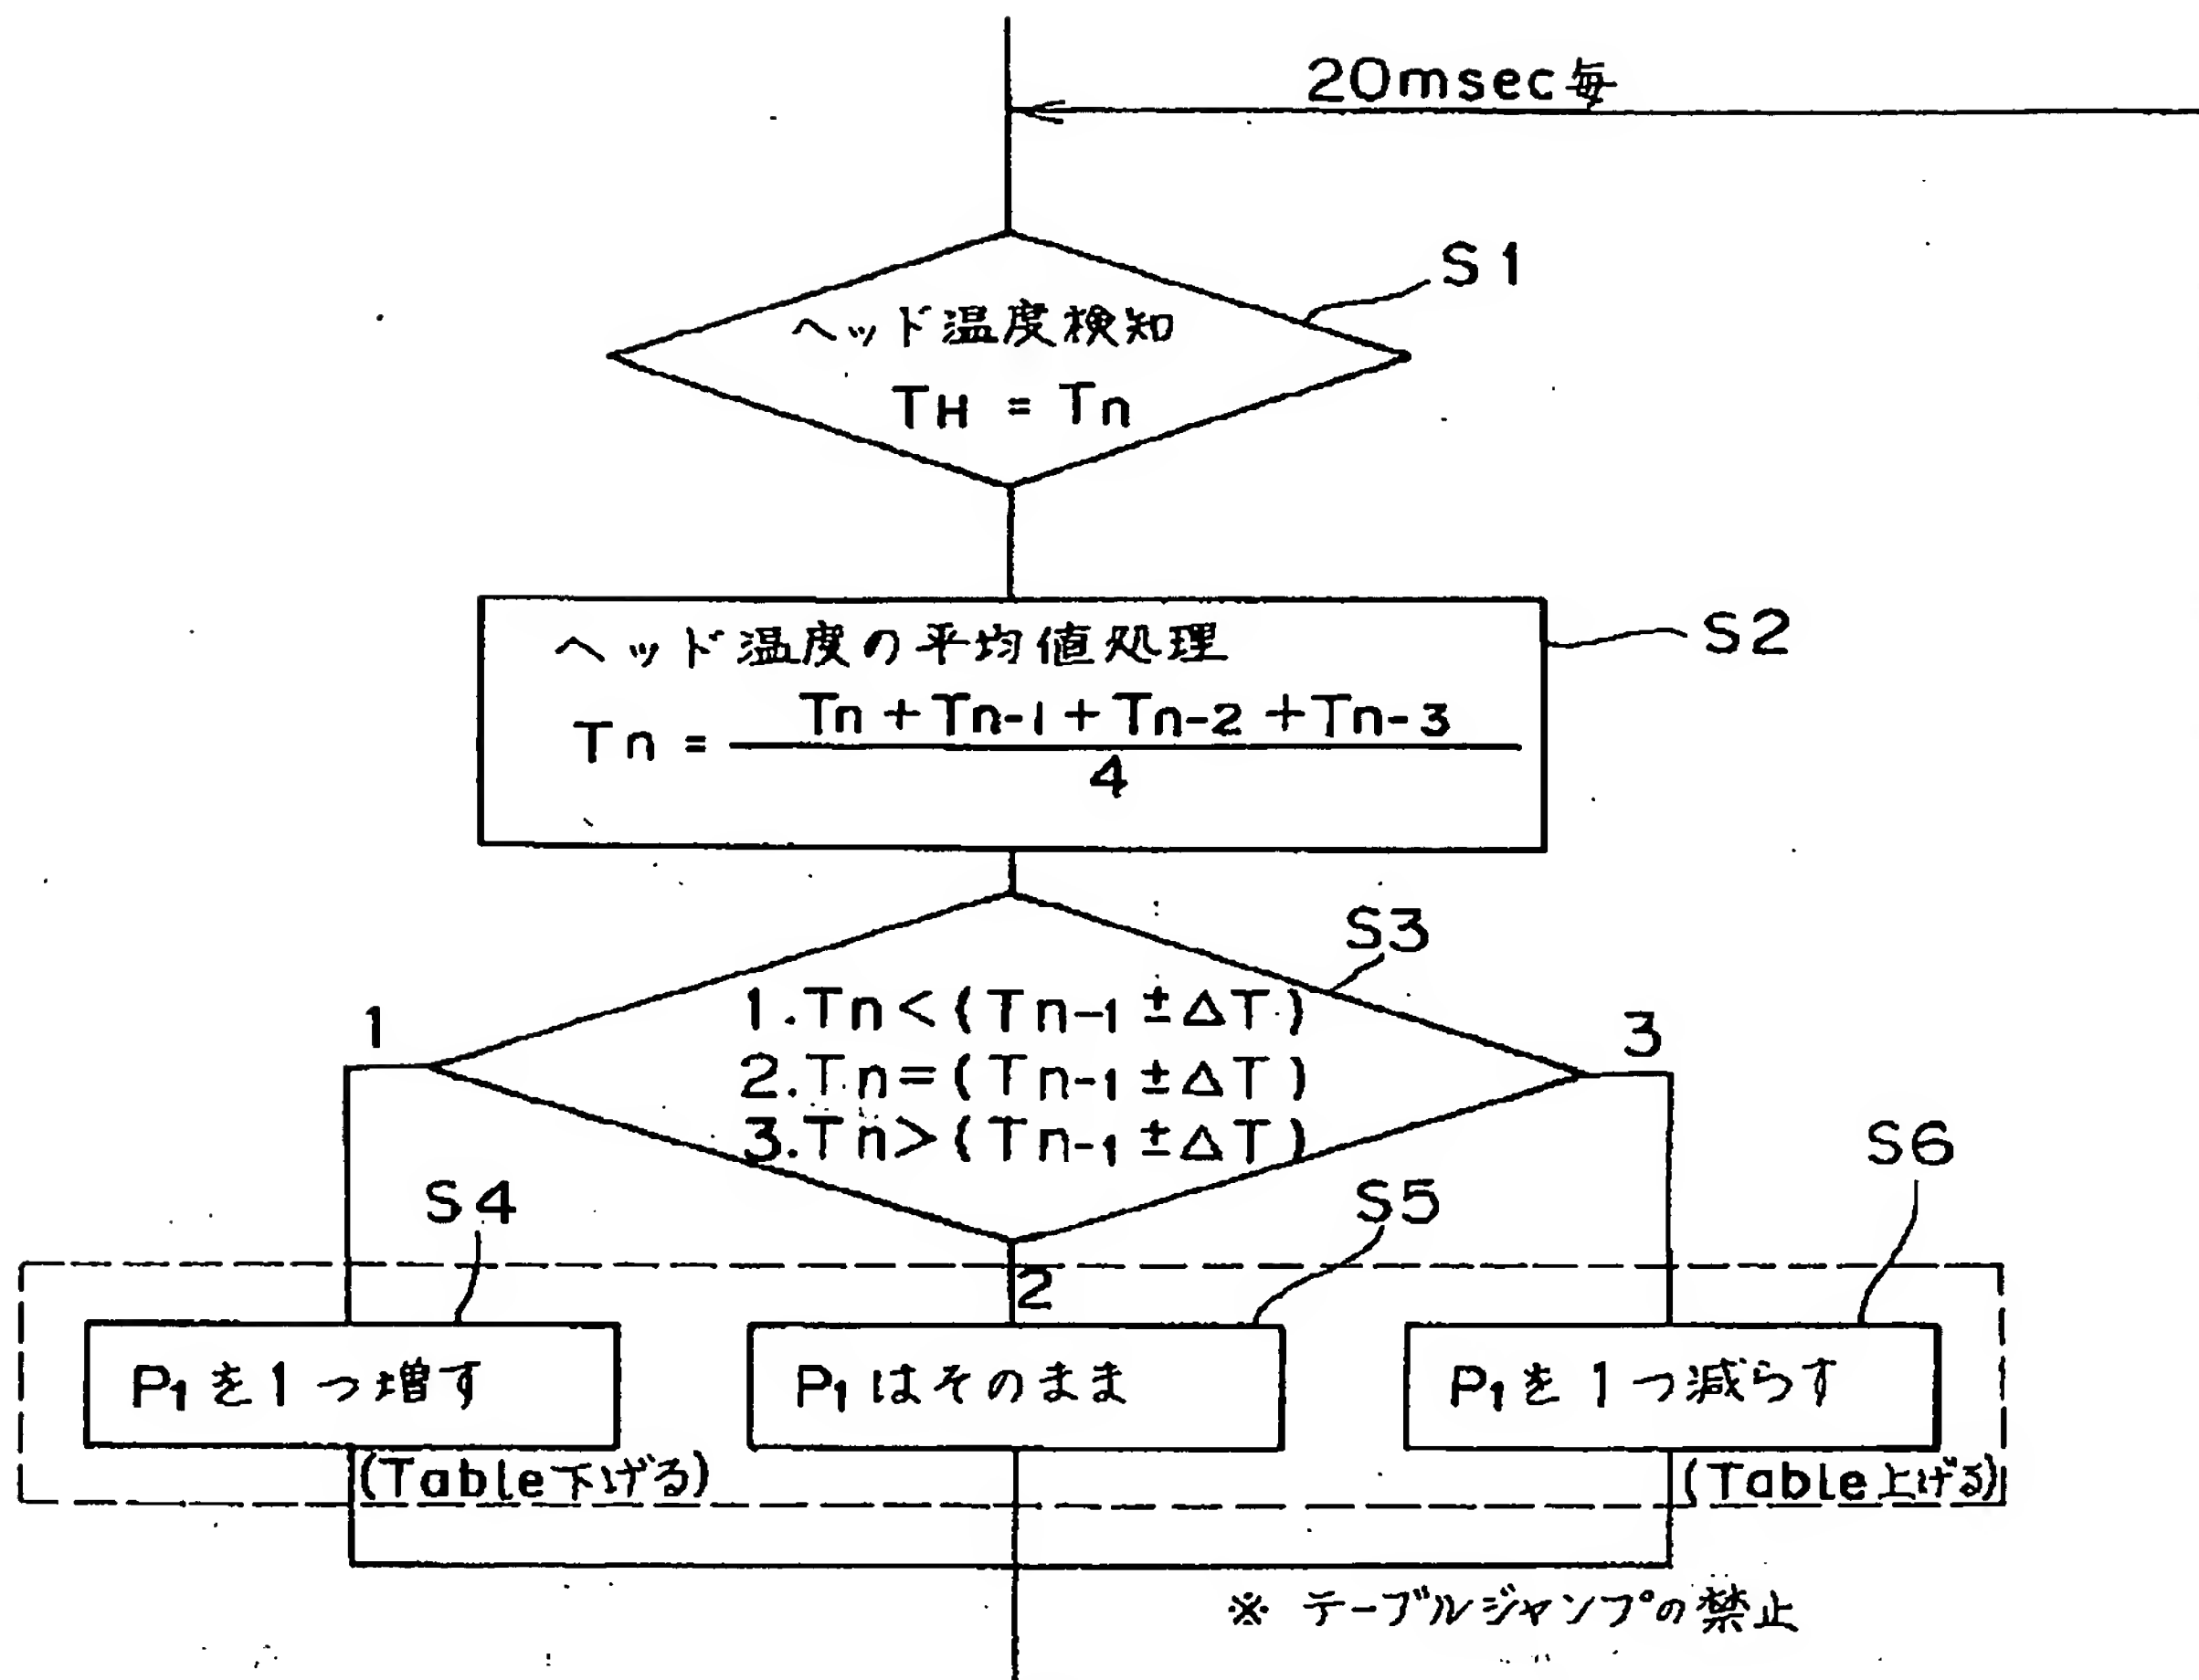 20msec毎
S1
ヘッド温度検知
TH = Tn
S2
ヘッド温度の平均値処理
Tn = Tn + Tn-1 + Tn-2 + Tn-3
4
S3
1
3
1.Tn<(Tn-1 ±ΔT)
2.Tn=(Tn-1 ±ΔT)
3.Tn>(Tn-1 ±ΔT)
S4
S5
S6
2
P1を1つ増す
P1はそのまま
P1を1つ減らす
(Table下げる)
(Table上げる)
※ テーブルジャンプの禁止